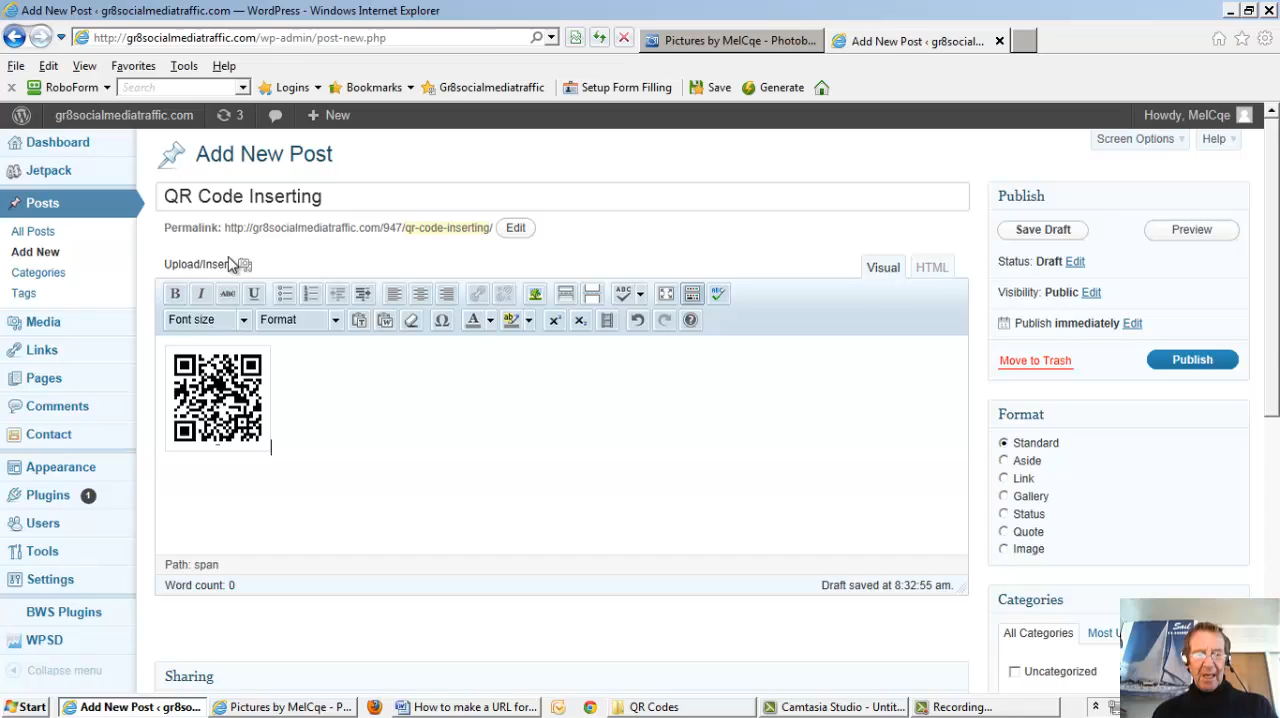 Add New Post ‹ gr8socialmediatraffic.com — WordPress - Windows Internet Explorer
http://gr8socialmediatraffic.com/wp-admin/post-new.php
Pictures by MelCqe - Photob...
Add New Post ‹ gr8social...
File Edit View Favorites Tools Help
RoboForm Search Logins Bookmarks Gr8socialmediatraffic Setup Form Filling Save Generate
gr8socialmediatraffic.com 3 + New Howdy, MelCqe
Screen Options Help
Dashboard
Jetpack
Posts
All Posts
Add New
Categories
Tags
Media
Links
Pages
Comments
Contact
Appearance
Plugins 1
Users
Tools
Settings
BWS Plugins
WPSD
Collapse menu
Add New Post
QR Code Inserting
Permalink: http://gr8socialmediatraffic.com/947/qr-code-inserting/ Edit
Upload/Inser
Visual HTML
B I ABC U ABC
Font size Format Ω A ab x² x₂
Path: span
Word count: 0 Draft saved at 8:32:55 am.
Sharing
Publish
Save Draft Preview
Status: Draft Edit
Visibility: Public Edit
Publish immediately Edit
Move to Trash Publish
Format
Standard
Aside
Link
Gallery
Status
Quote
Image
Categories
All Categories Most U
Uncategorized
Sail
Start Add New Post ‹ gr8so... Pictures by MelCqe - P... How to make a URL for... QR Codes Camtasia Studio - Untit... Recording...